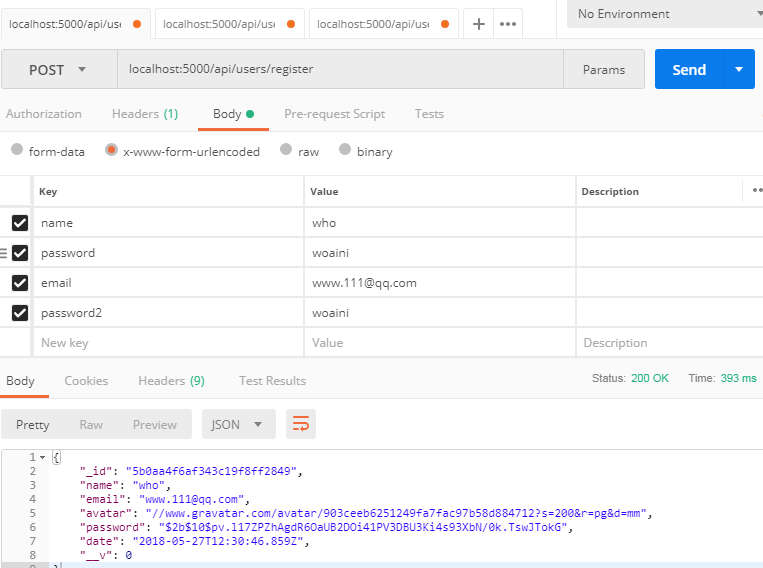 localhost:5000/api/use localhost:5000/api/use localhost:5000/api/use No Environment
POST localhost:5000/api/users/register Params Send
Authorization Headers (1) Body Pre-request Script Tests
form-data x-www-form-urlencoded raw binary
Key Value Description
name who
password woaini
email www.111@qq.com
password2 woaini
New key Value Description
Body Cookies Headers (9) Test Results Status: 200 OK Time: 393 ms
Pretty Raw Preview JSON
1 {
2 "_id": "5b0aa4f6af343c19f8ff2849",
3 "name": "who",
4 "email": "www.111@qq.com",
5 "avatar": "//www.gravatar.com/avatar/903ceeb6251249fa7fac97b58d884712?s=200&r=pg&d=mm",
6 "password": "$2b$10$pv.l17ZPZhAgdR6OaUB2DOi41PV3DBU3Ki4s93XbN/0k.TswJTokG",
7 "date": "2018-05-27T12:30:46.859Z",
8 "__v": 0
9 }